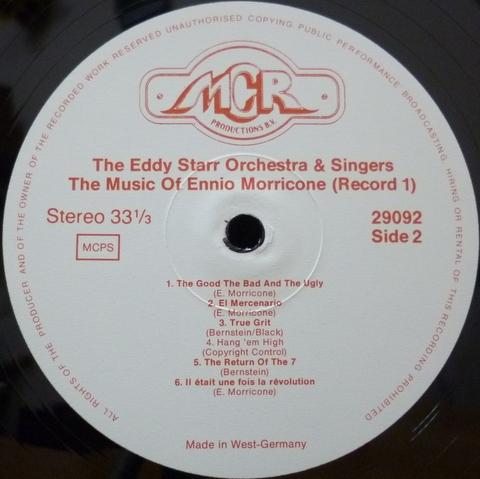 ALL RIGHTS OF THE PRODUCER AND OF THE OWNER OF THE RECORDED WORK RESERVED UNAUTHORISED COPYING PUBLIC PERFORMANCE BROADCASTING, HIRING OR RENTAL OF THIS RECORDING PROHIBITED
MCR
PRODUCTIONS B.V.
The Eddy Starr Orchestra & Singers
The Music Of Ennio Morricone (Record 1)
Stereo 33 1/3
29092
MCPS
Side 2
1. The Good The Bad And The Ugly
(E. Morricone)
2. El Mercenario
(E. Morricone)
3. True Grit
(Bernstein/Black)
4. Hang 'em High
(Copyright Control)
5. The Return Of The 7
(Bernstein)
6. Il était une fois la révolution
(E. Morricone)
Made in West-Germany